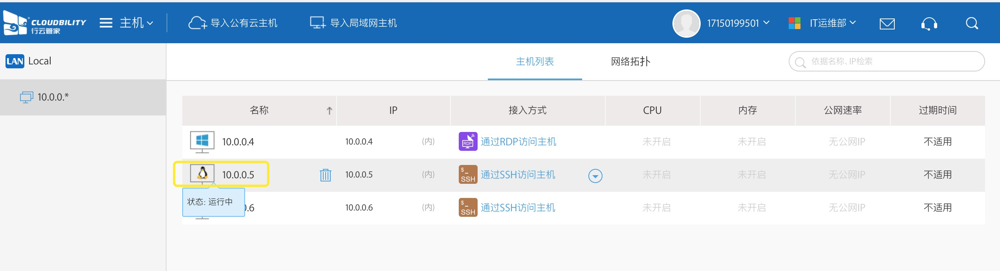 CLOUDBILITY
行云管家
主机
导入公有云主机
导入局域网主机
17150199501
IT运维部
LAN Local
主机列表
网络拓扑
依据名称、IP检索
10.0.0.*
名称 IP 接入方式 CPU 内存 公网速率 过期时间
10.0.0.4 10.0.0.4 (内) RDP 通过RDP访问主机 未开启 未开启 无公网IP 不适用
10.0.0.5 10.0.0.5 (内) $_ SSH 通过SSH访问主机 未开启 未开启 无公网IP 不适用
状态: 运行中
.6 10.0.0.6 (内) $_ SSH 通过SSH访问主机 未开启 未开启 无公网IP 不适用